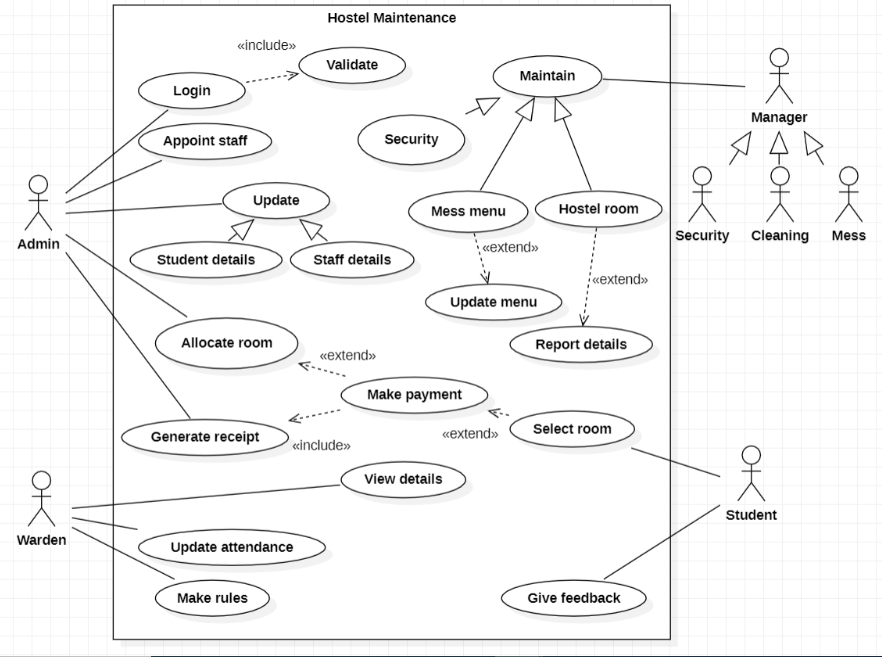 Hostel Maintenance
«include»
Validate
Maintain
Login
Manager
Appoint staff
Security
Update
Mess menu
Hostel room
Security
Cleaning
Mess
Admin
«extend»
Student details
Staff details
«extend»
Update menu
Allocate room
Report details
«extend»
Make payment
Select room
«extend»
Generate receipt
«include»
View details
Student
Warden
Update attendance
Make rules
Give feedback